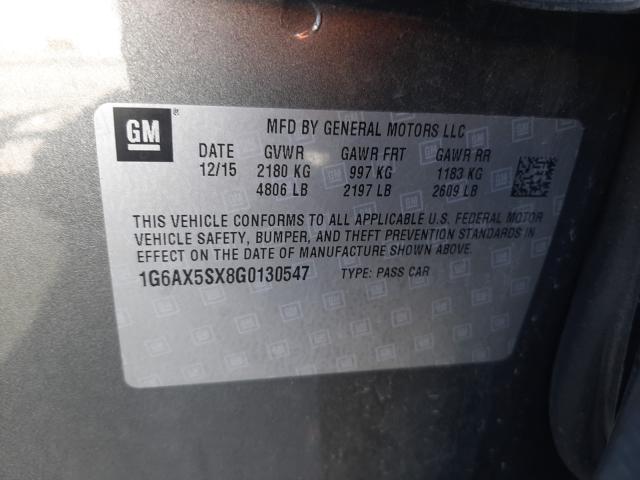 GM
®
MFD BY GENERAL MOTORS LLC
DATE GVWR GAWR FRT GAWR RR
12/15 2180 KG 997 KG 1183 KG
4806 LB 2197 LB 2609 LB
THIS VEHICLE CONFORMS TO ALL APPLICABLE U.S. FEDERAL MOTOR
VEHICLE SAFETY, BUMPER, AND THEFT PREVENTION STANDARDS IN
EFFECT ON THE DATE OF MANUFACTURE SHOWN ABOVE.
1G6AX5SX8G0130547 TYPE: PASS CAR